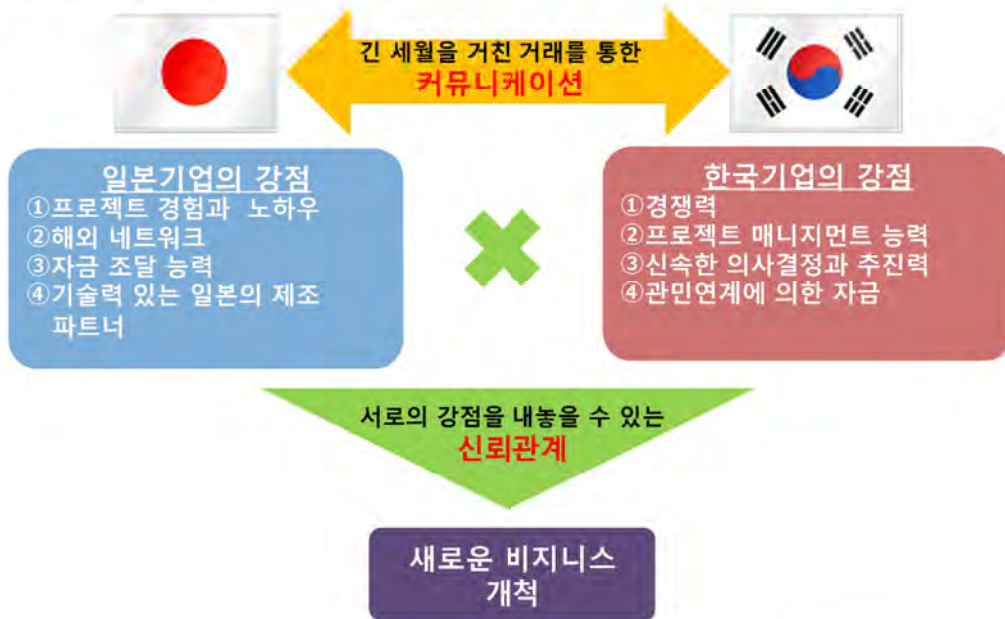 긴 세월을 거친 거래를 통한
커뮤니케이션
일본기업의 강점
①프로젝트 경험과 노하우
②해외 네트워크
③자금 조달 능력
④기술력 있는 일본의 제조
파트너
한국기업의 강점
①경쟁력
②프로젝트 매니지먼트 능력
③신속한 의사결정과 추진력
④관민연계에 의한 자금
서로의 강점을 내놓을 수 있는
신뢰관계
새로운 비지니스
개척